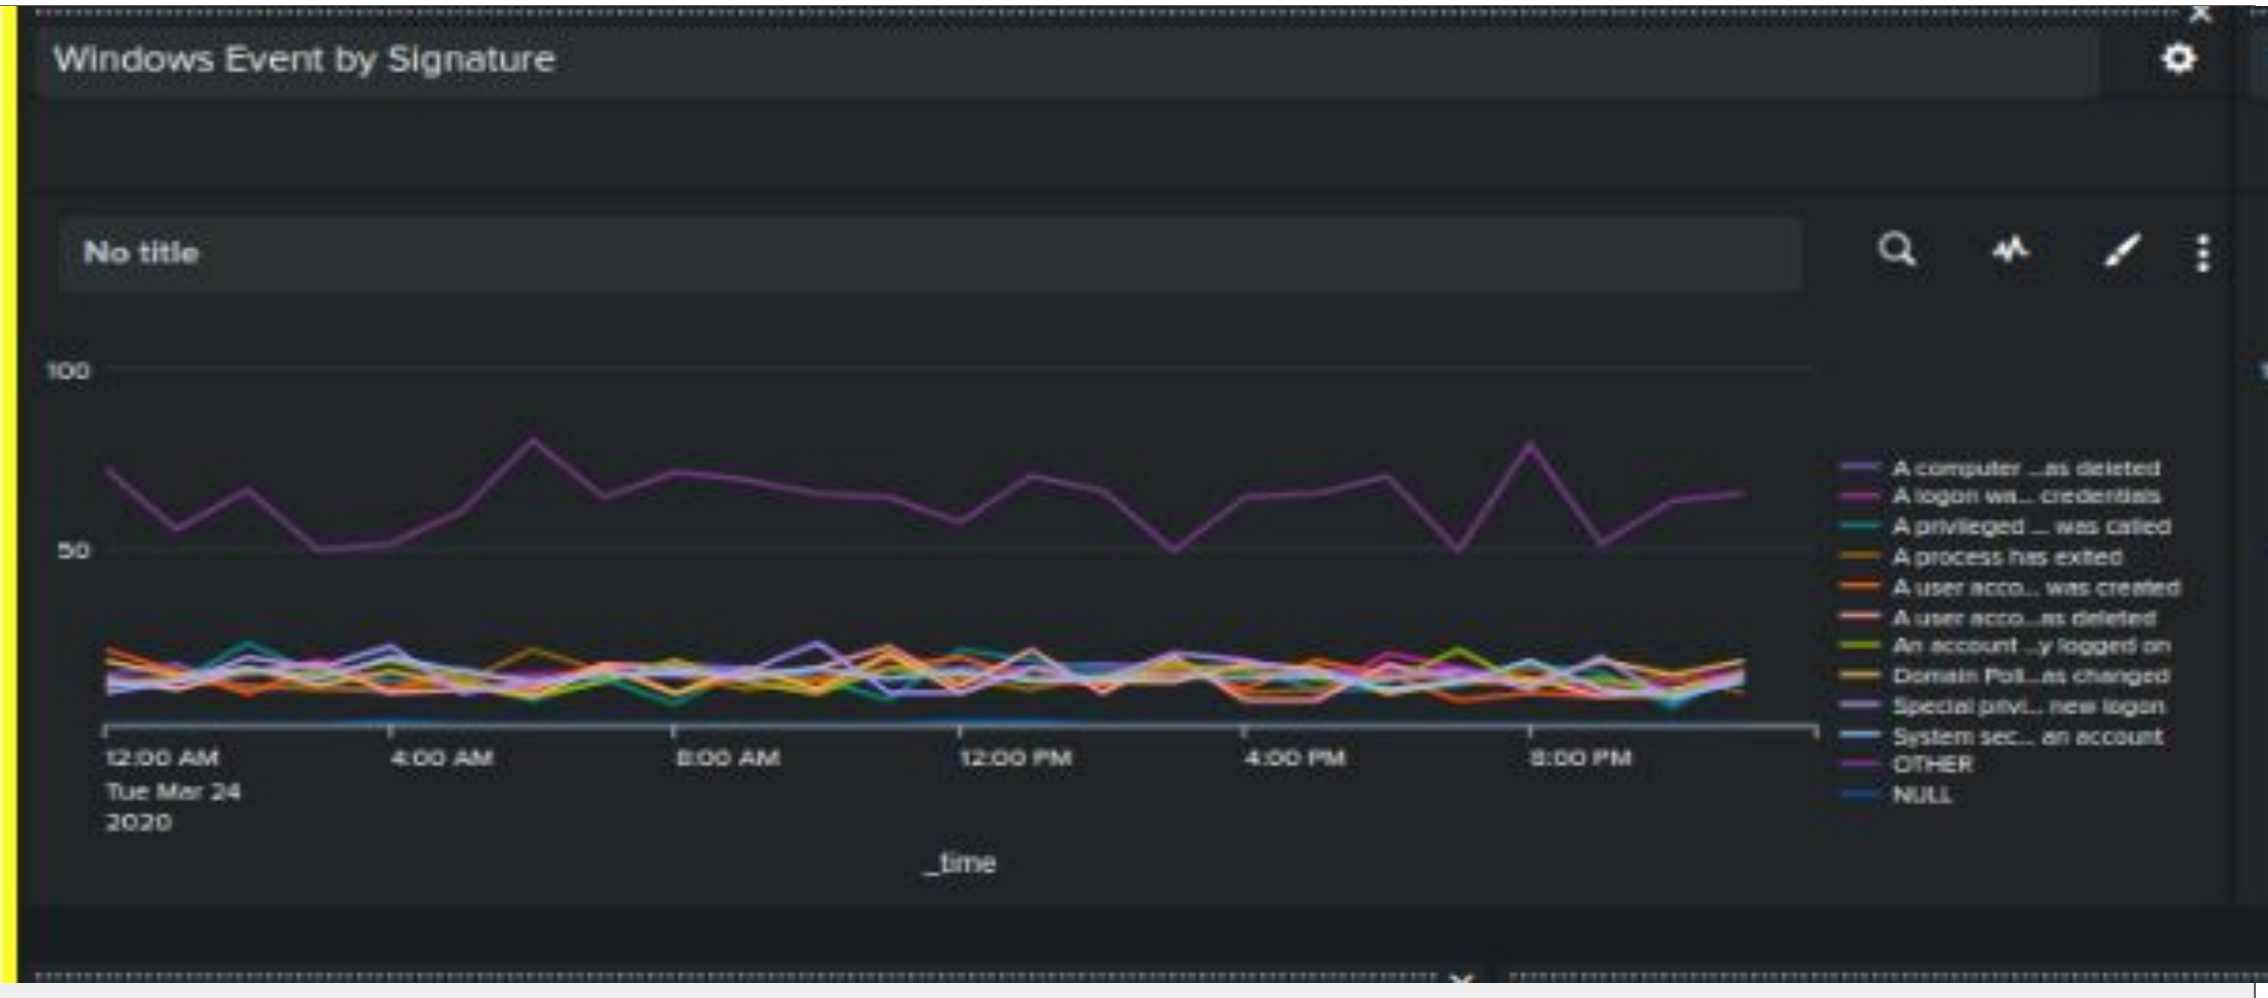 Windows Event by Signature
No title
100
50
12:00 AM
4:00 AM
8:00 AM
12:00 PM
4:00 PM
8:00 PM
Tue Mar 24
2020
_time
A computer ...as deleted
A logon wa... credentials
A privileged ... was called
A process has exited
A user acco... was created
A user acco...as deleted
An account ...y logged on
Domain Poli...as changed
Special privi... new logon
System sec... an account
OTHER
NULL